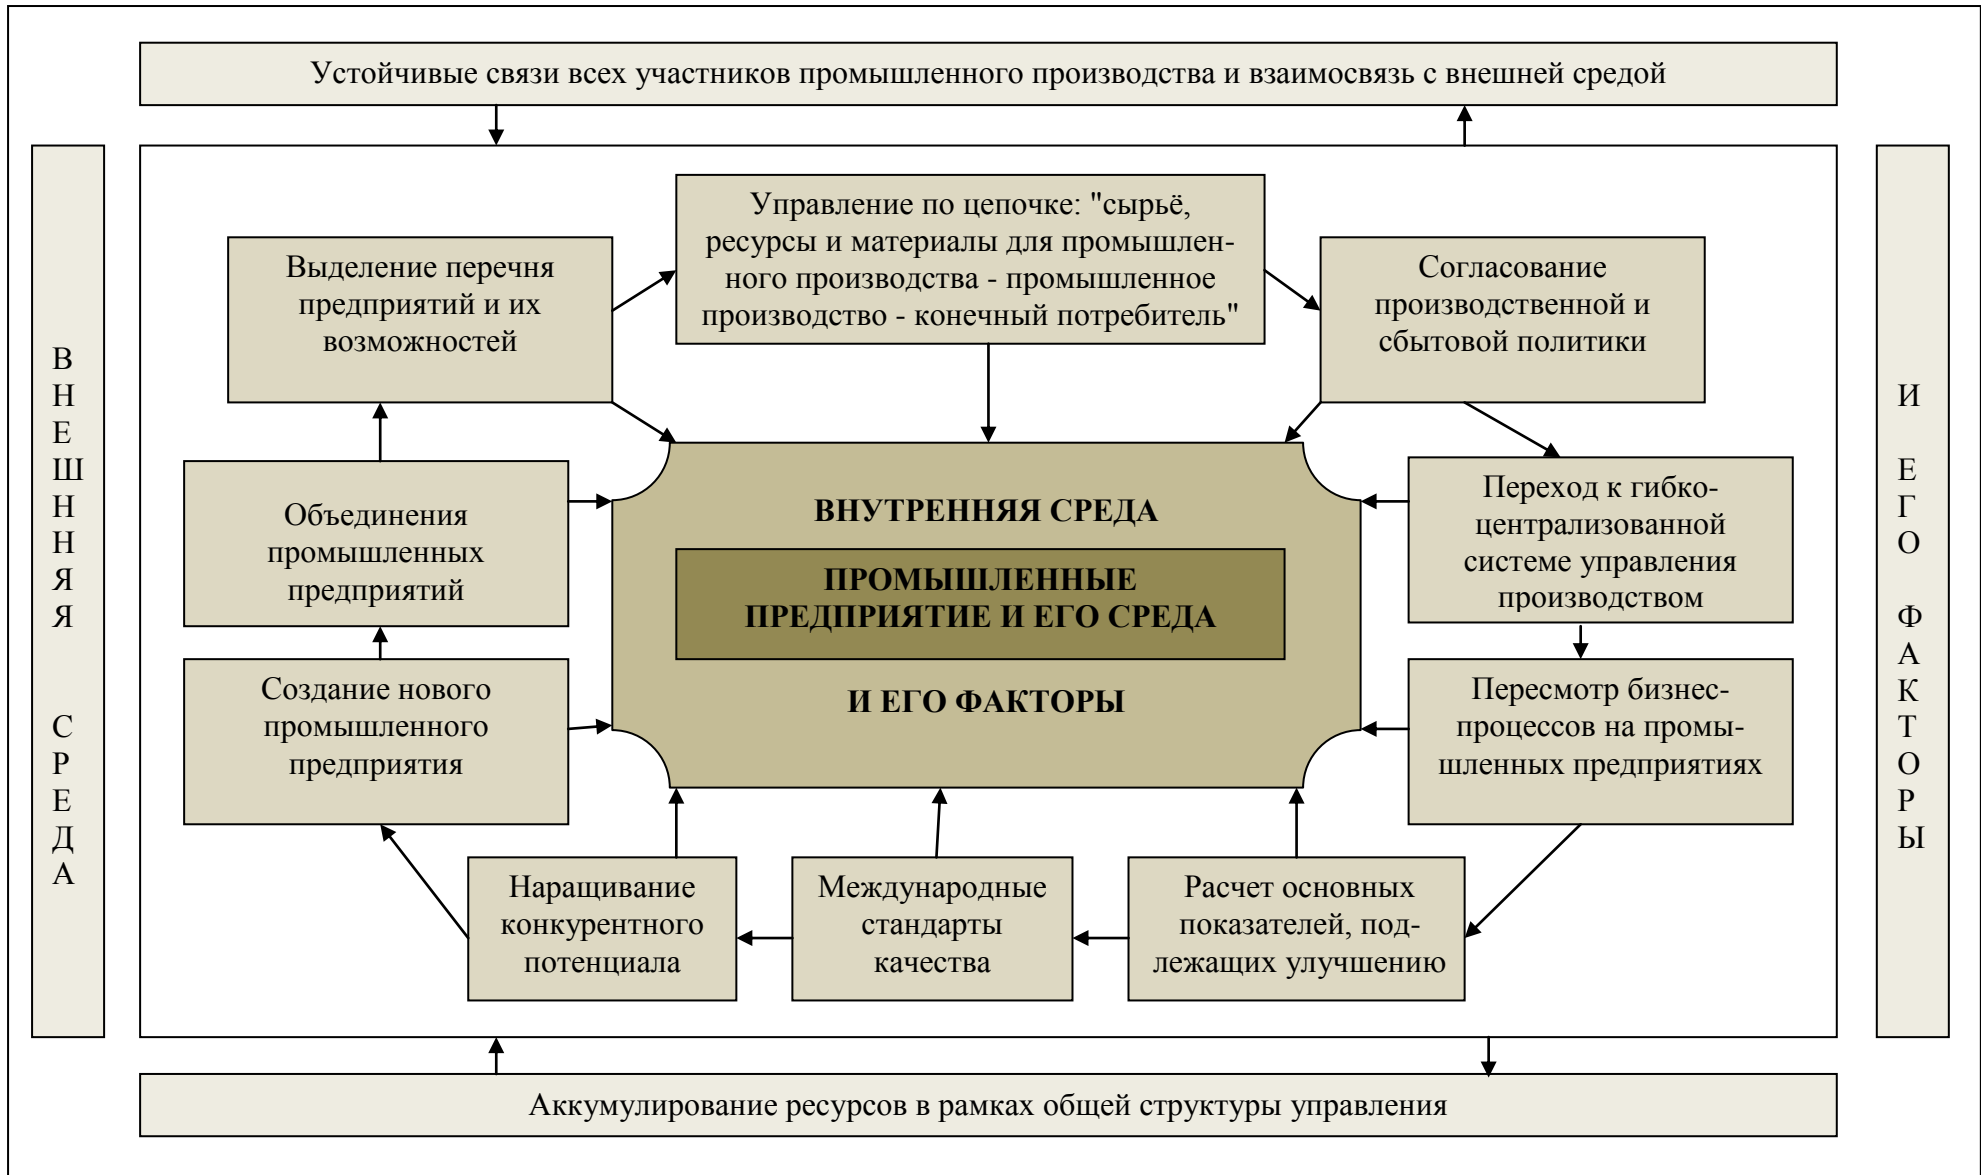 Устойчивые связи всех участников промышленного производства и взаимосвязь с внешней средой
ВНЕШННЯЯ СРЕДА
Выделение перечня
предприятий и их
возможностей
Управление по цепочке: "сырьё,
ресурсы и материалы для промышлен-
ного производства - промышленное
производство - конечный потребитель"
Согласование
производственной и
сбытовой политики
И ЕГО ФАКТОРЫ
Объединения
промышленных
предприятий
ВНУТРЕННЯЯ СРЕДА
ПРОМЫШЛЕННЫЕ
ПРЕДПРИЯТИЕ И ЕГО СРЕДА
И ЕГО ФАКТОРЫ
Переход к гибко-
централизованной
системе управления
производством
Создание нового
промышленного
предприятия
Пересмотр бизнес-
процессов на промы-
шленных предприятиях
Наращивание
конкурентного
потенциала
Международные
стандарты
качества
Расчет основных
показателей, под-
лежащих улучшению
Аккумулирование ресурсов в рамках общей структуры управления